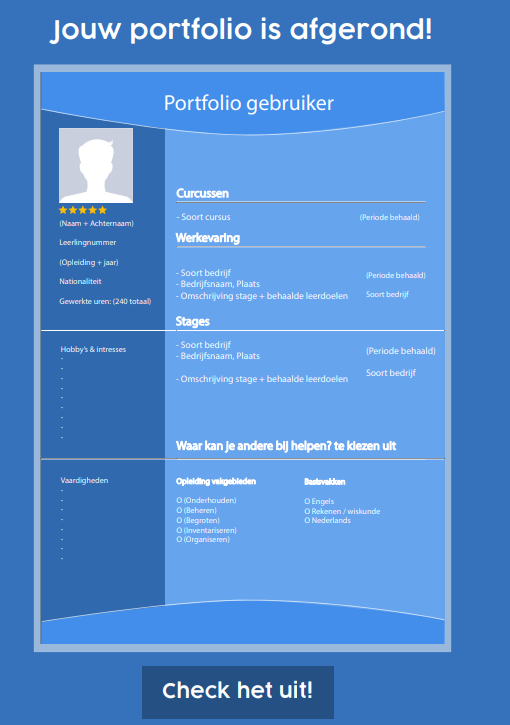 Jouw portfolio is afgerond!
Portfolio gebruiker
(Naam + Achternaam)
Leerlingnummer
(Opleiding + jaar)
Nationaliteit
Gewerkte uren: (240 totaal)
Hobby's & intresses
-
-
-
-
-
-
-
-
-
Vaardigheden
-
-
-
-
-
-
-
-
Curcussen
- Soort cursus (Periode behaald)
Werkevaring
- Soort bedrijf (Periode behaald)
- Bedrijfsnaam, Plaats
- Omschrijving stage + behaalde leerdoelen Soort bedrijf
Stages
- Soort bedrijf (Periode behaald)
- Bedrijfsnaam, Plaats
Soort bedrijf
- Omschrijving stage + behaalde leerdoelen
Waar kan je andere bij helpen? te kiezen uit
Opleiding vakgebieden
O (Onderhouden)
O (Beheren)
O (Begroten)
O (Inventariseren)
O (Organiseren)
Basisvakken
O Engels
O Rekenen / wiskunde
O Nederlands
Check het uit!